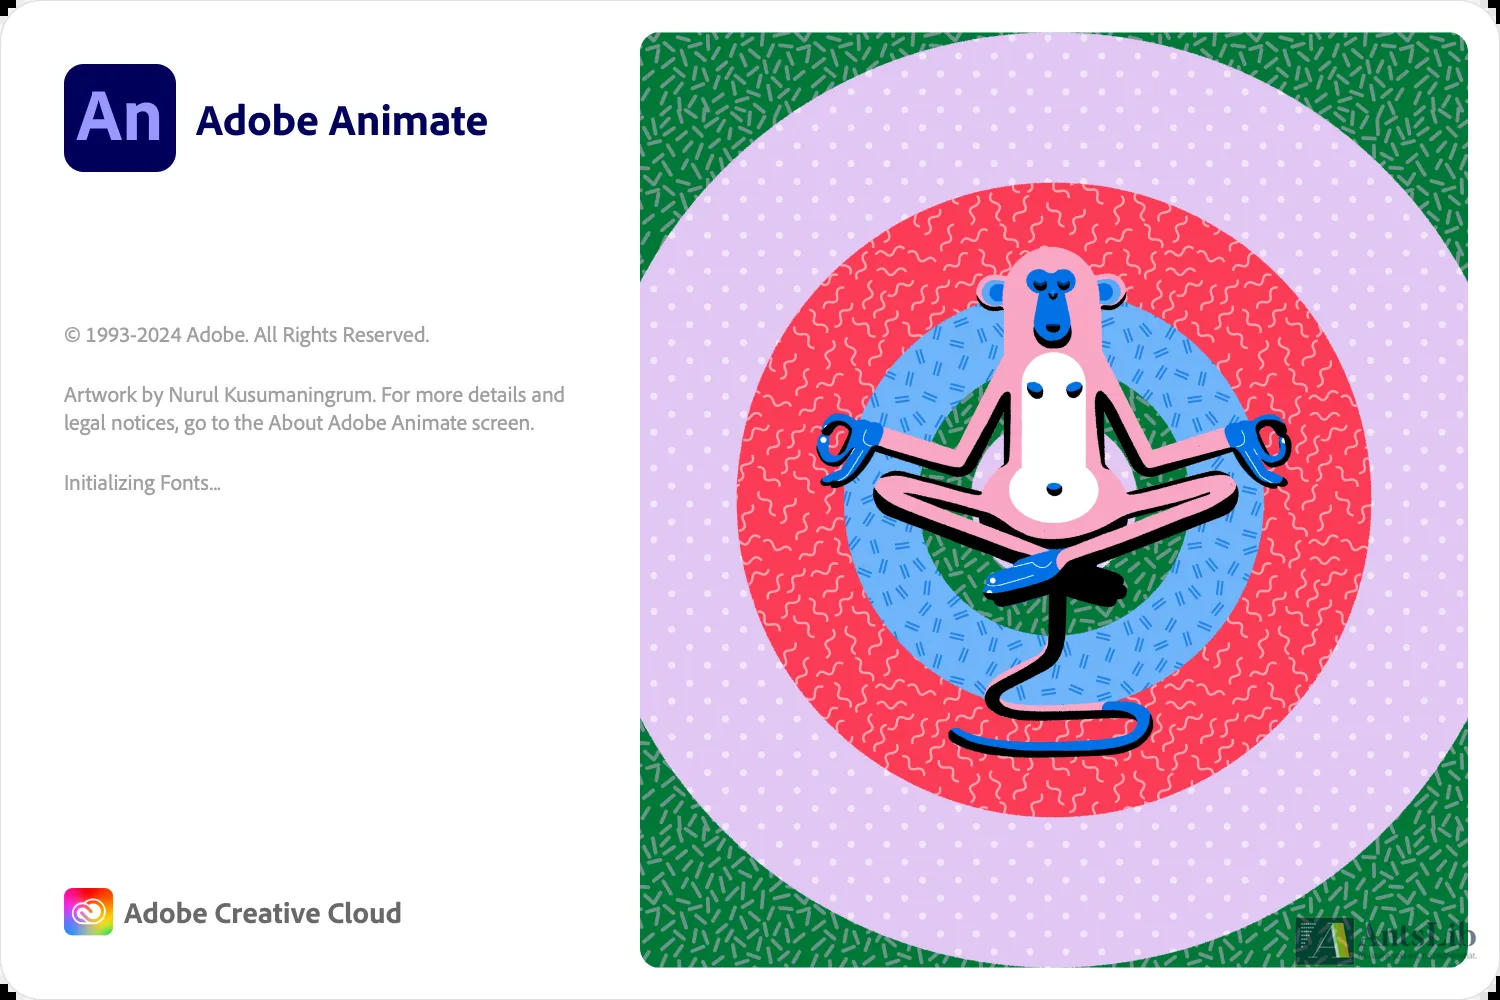 An
Adobe Animate
© 1993-2024 Adobe. All Rights Reserved.
Artwork by Nurul Kusumaningrum. For more details and
legal notices, go to the About Adobe Animate screen.
Initializing Fonts...
Adobe Creative Cloud
AntsLib